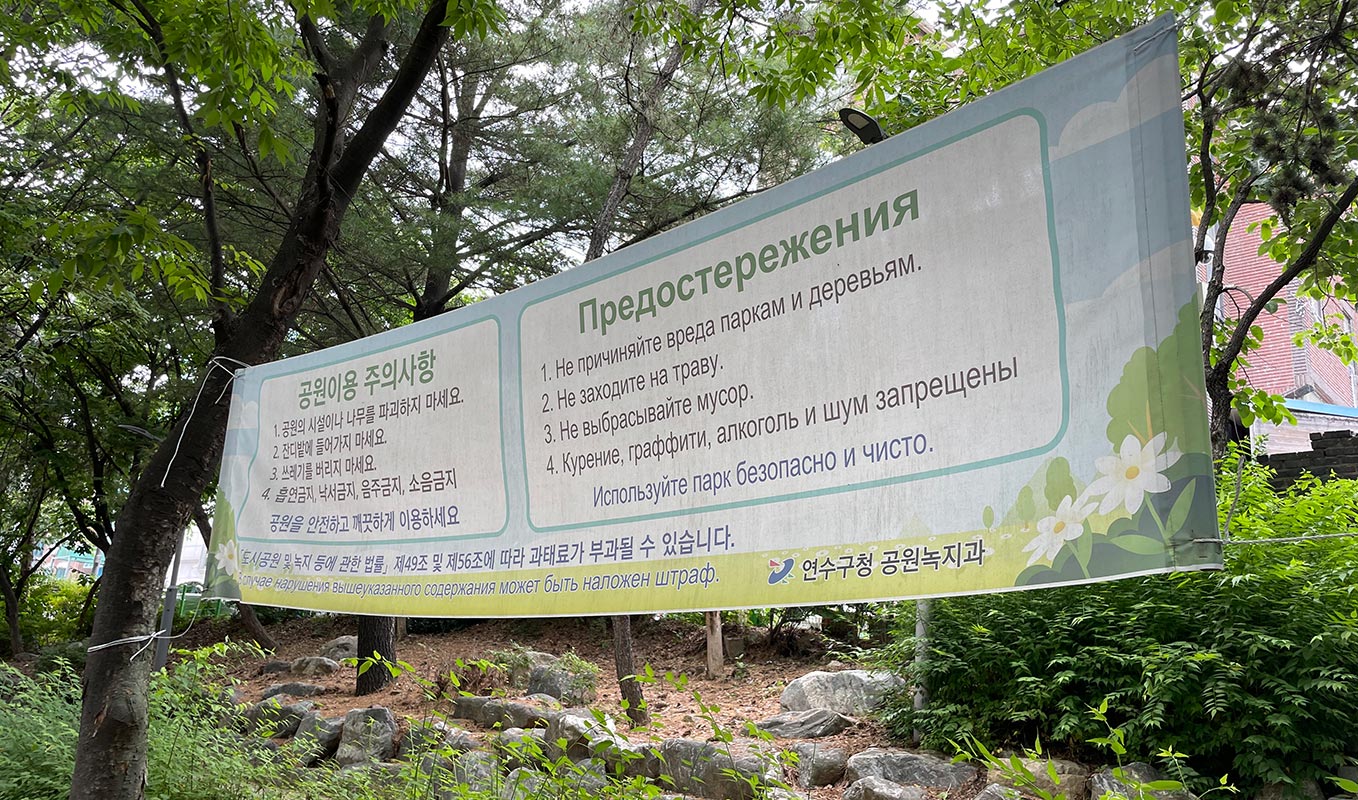 공원이용 주의사항
1. 공원의 시설이나 나무를 파괴하지 마세요.
2. 잔디밭에 들어가지 마세요.
3. 쓰레기를 버리지 마세요.
4. 흡연금지, 낙서금지, 음주금지, 소음금지
공원을 안전하고 깨끗하게 이용하세요
Предостережения
1. Не причиняйте вреда паркам и деревьям.
2. Не заходите на траву.
3. Не выбрасывайте мусор.
4. Курение, граффити, алкоголь и шум запрещены
Используйте парк безопасно и чисто.
「도시공원 및 녹지 등에 관한 법률」 제49조 및 제56조에 따라 과태료가 부과될 수 있습니다.
В случае нарушения вышеуказанного содержания может быть наложен штраф.
연수구청 공원녹지과